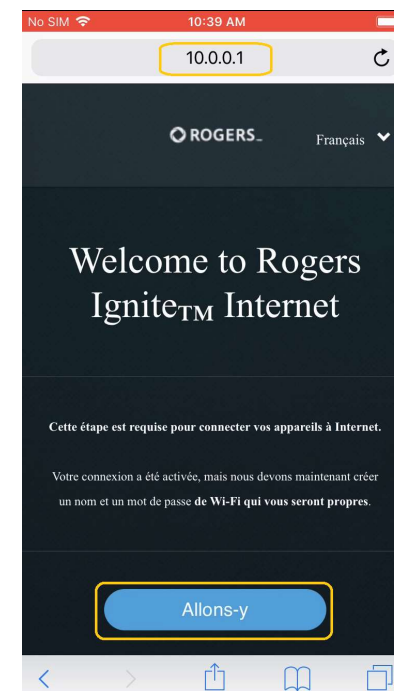 No SIM 10:39 AM
10.0.0.1
ROGERS™
Français
Welcome to Rogers
Ignite™ Internet
Cette étape est requise pour connecter vos appareils à Internet.
Votre connexion a été activée, mais nous devons maintenant créer
un nom et un mot de passe de Wi-Fi qui vous seront propres.
Allons-y